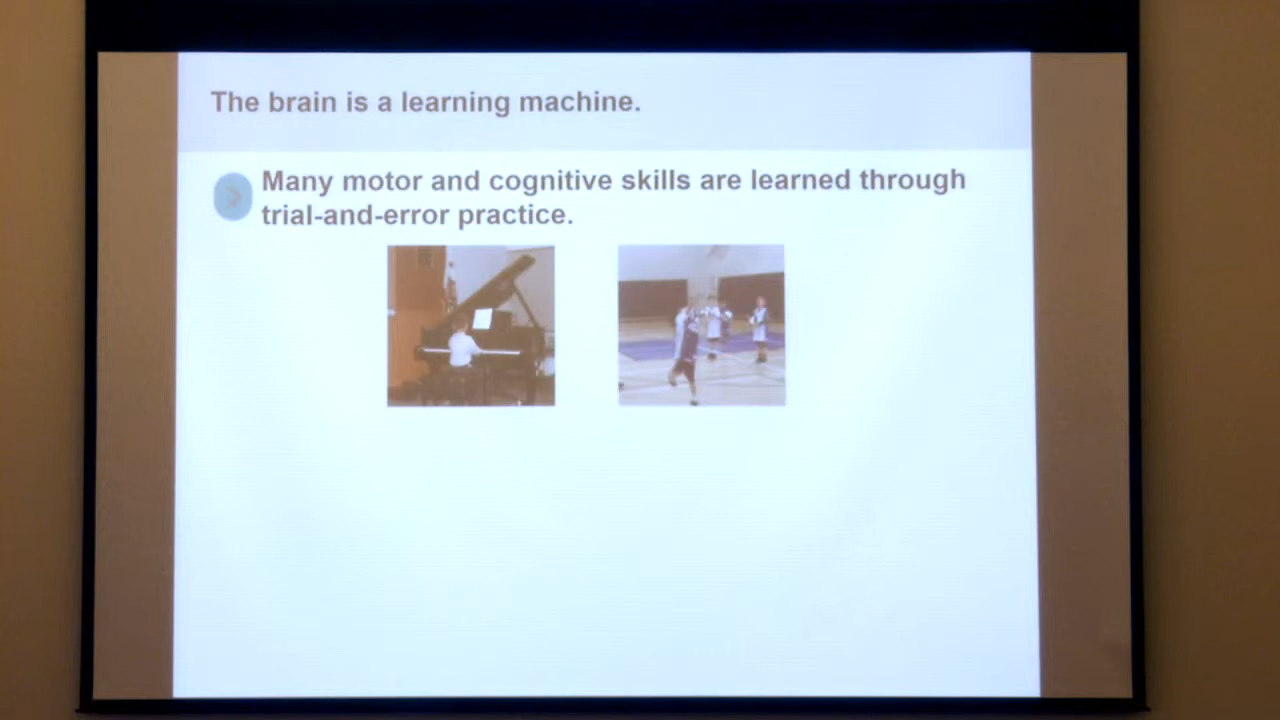 The brain is a learning machine.
Many motor and cognitive skills are learned through
trial-and-error practice.